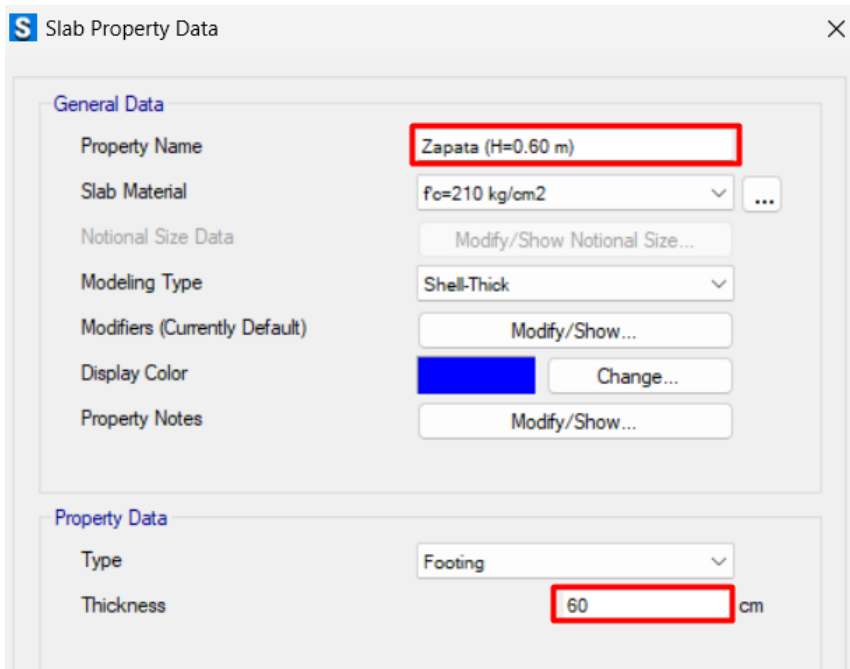 S Slab Property Data
General Data
Property Name Zapata (H=0.60 m)
Slab Material f'c=210 kg/cm2 ...
Notional Size Data Modify/Show Notional Size...
Modeling Type Shell-Thick
Modifiers (Currently Default) Modify/Show...
Display Color Change...
Property Notes Modify/Show...
Property Data
Type Footing
Thickness 60 cm